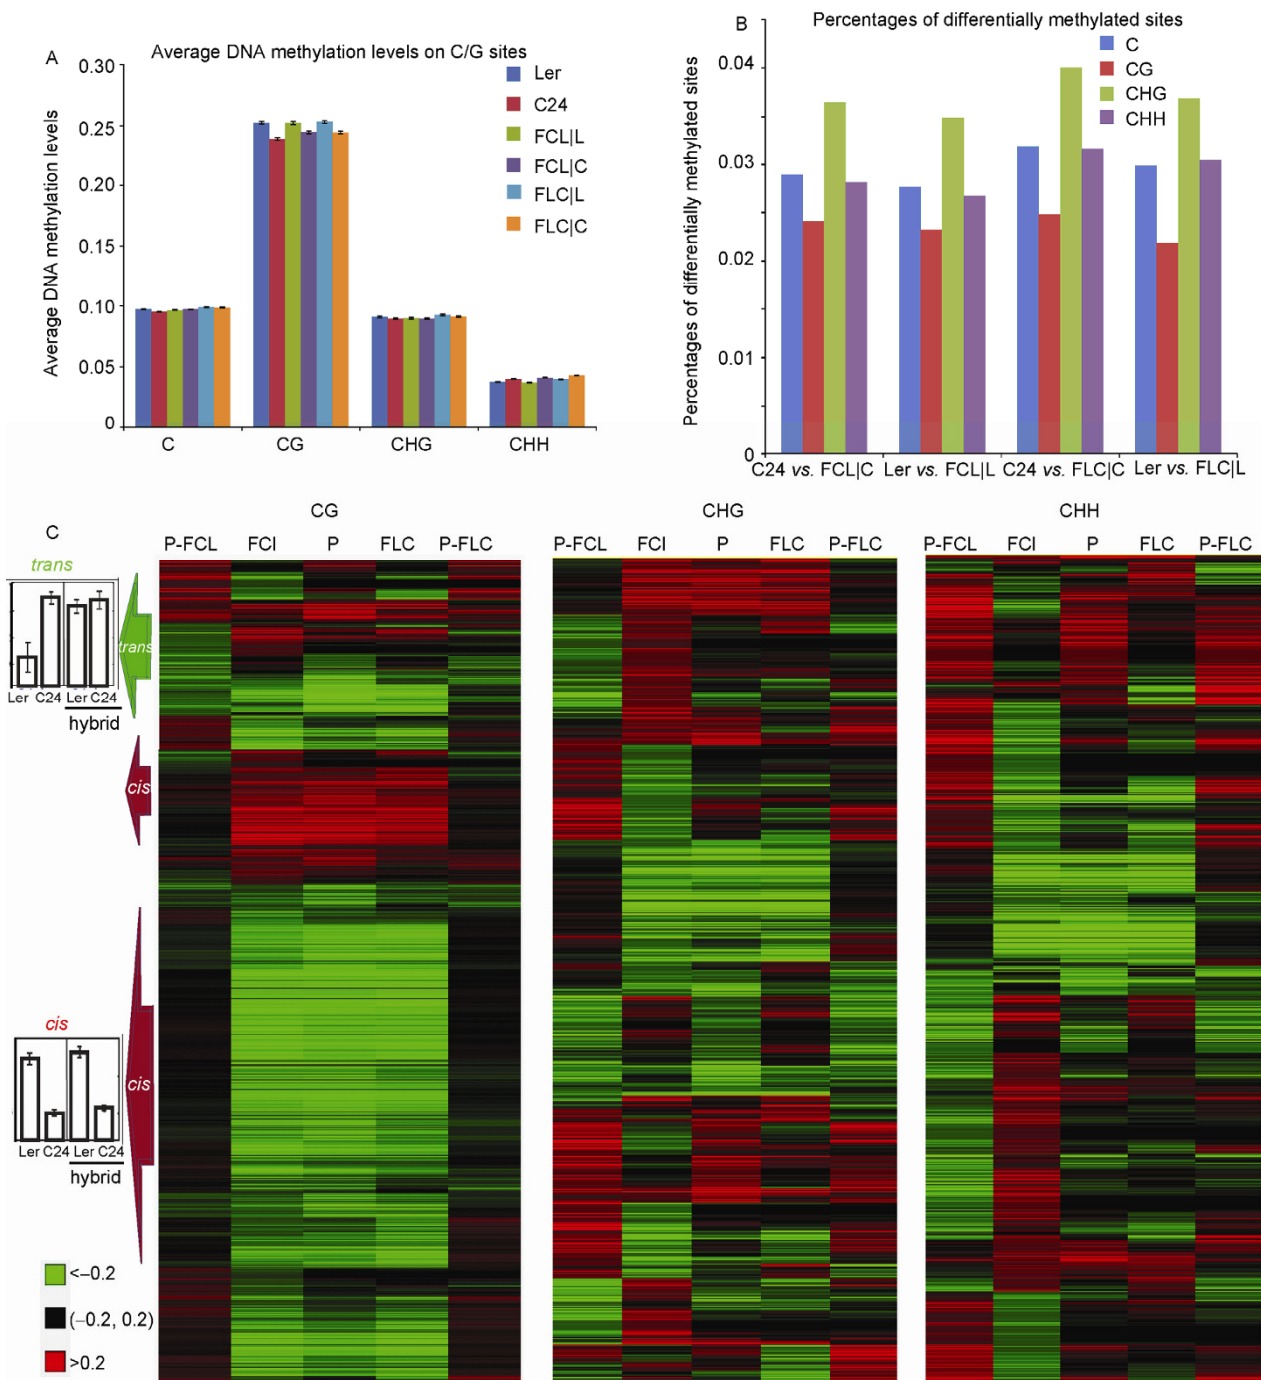 A
Average DNA methylation levels on C/G sites
Average DNA methylation levels
0.30
0.25
0.20
0.15
0.10
0.05
0
C
CG
CHG
CHH
Ler
C24
FCL|L
FCL|C
FLC|L
FLC|C
B
Percentages of differentially methylated sites
Percentages of differentially methylated sites
0.04
0.03
0.02
0.01
0
C
CG
CHG
CHH
C24 vs. FCL|C
Ler vs. FCL|L
C24 vs. FLC|C
Ler vs. FLC|L
C
CG
CHG
CHH
P-FCL FCI P FLC P-FLC
P-FCL FCI P FLC P-FLC
P-FCL FCI P FLC P-FLC
trans
trans
Ler C24 Ler C24
hybrid
cis
cis
cis
Ler C24 Ler C24
hybrid
<–0.2
(–0.2, 0.2)
>0.2